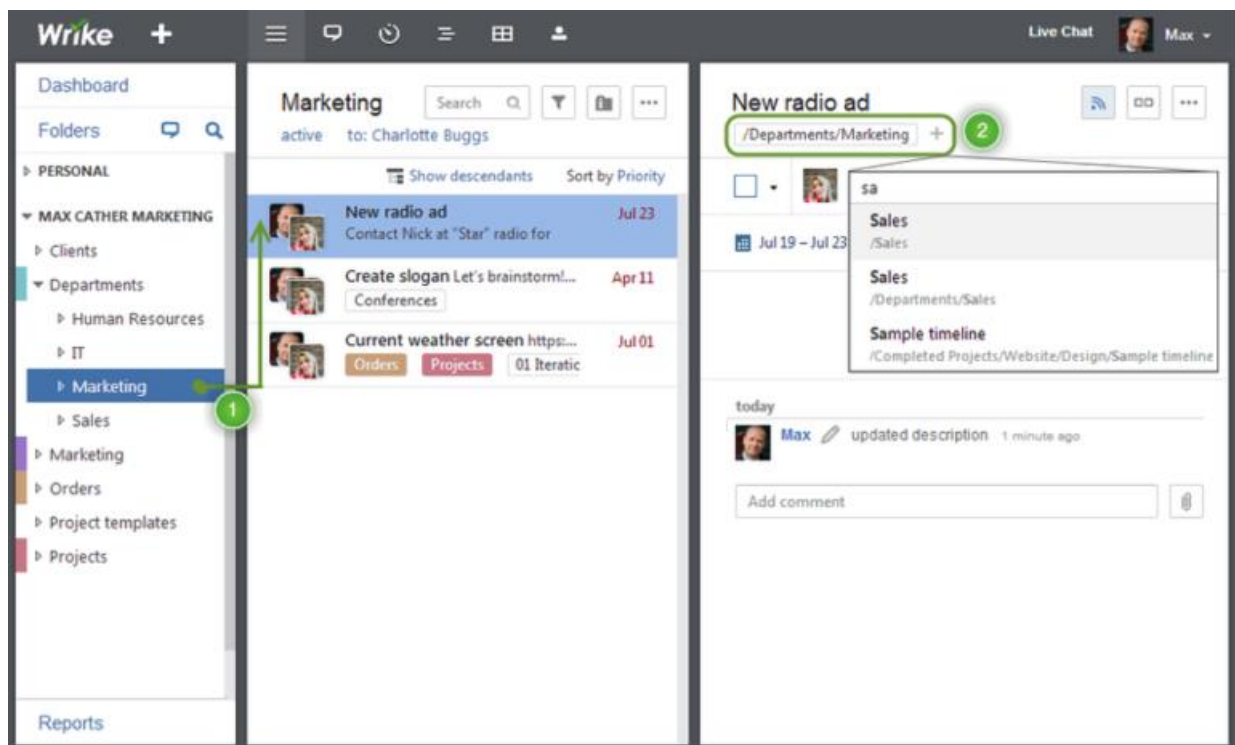 Wrike +
Live Chat
Max
Dashboard
Folders
PERSONAL
MAX CATHER MARKETING
Clients
Departments
Human Resources
IT
Marketing
Sales
Marketing
Orders
Project templates
Projects
Reports
1
Marketing
Search
active to: Charlotte Buggs
Show descendants Sort by Priority
New radio ad Jul 23
Contact Nick at "Star" radio for
Create slogan Let's brainstorm!... Apr 11
Conferences
Current weather screen https:... Jul 01
Orders Projects 01 Iteratic
New radio ad
/Departments/Marketing + 2
sa
Jul 19 – Jul 23
Sales
/Sales
Sales
/Departments/Sales
Sample timeline
/Completed Projects/Website/Design/Sample timeline
today
Max updated description 1 minute ago
Add comment